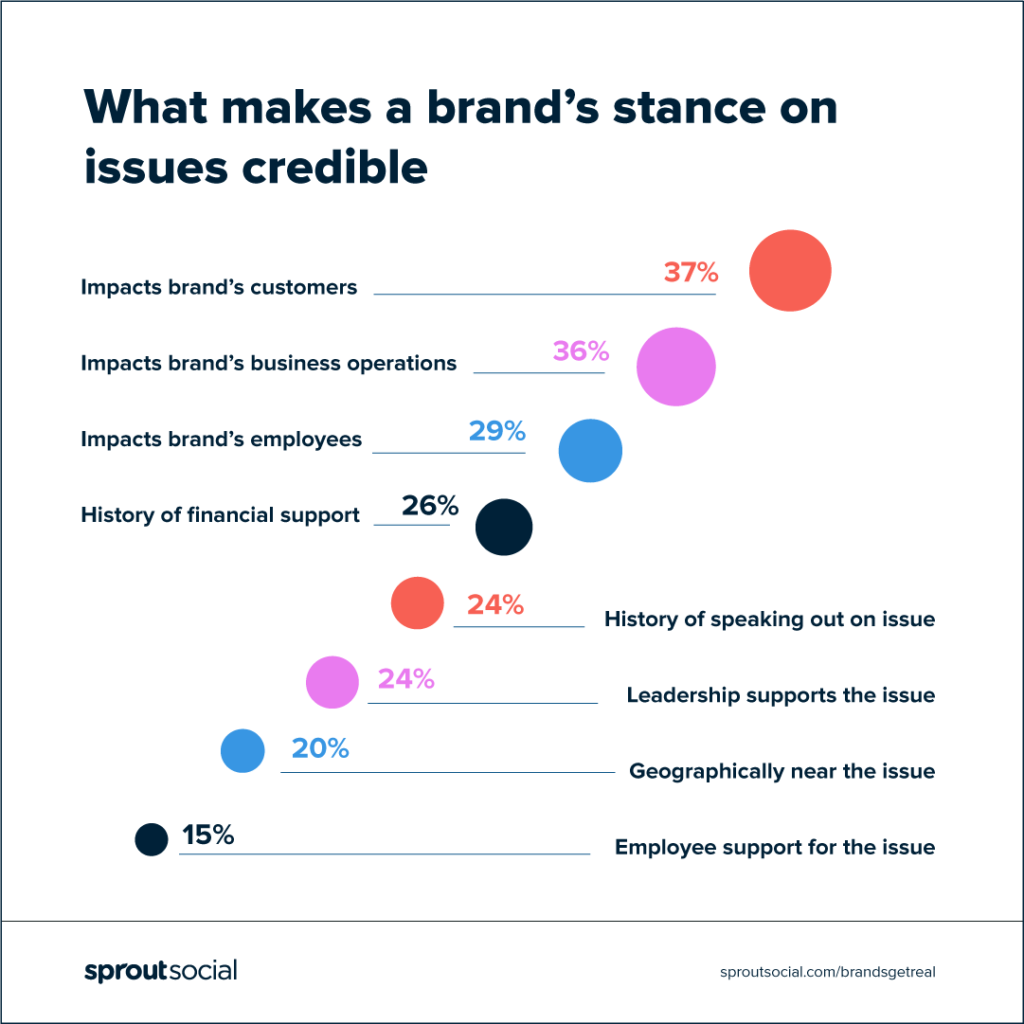 What makes a brand’s stance on
issues credible
Impacts brand’s customers 37%
Impacts brand’s business operations 36%
Impacts brand’s employees 29%
History of financial support 26%
24% History of speaking out on issue
24% Leadership supports the issue
20% Geographically near the issue
15% Employee support for the issue
sproutsocial sproutsocial.com/brandsgetreal